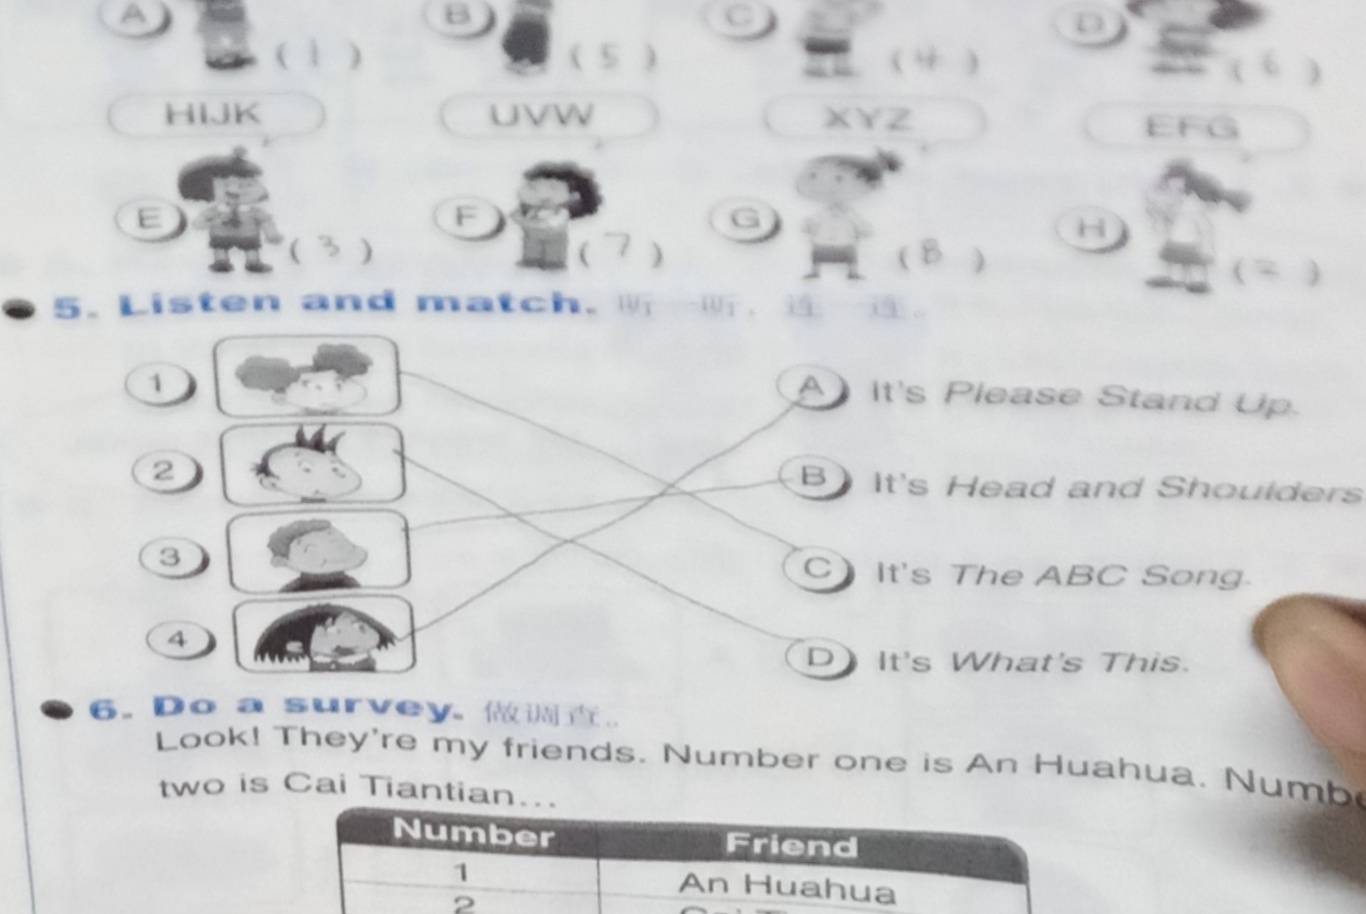 A (1) B (5) C (4) D (6)
HIJK UVW XYZ EFG
E (3) F (7) G (8) H (2)
5. Listen and match. 听一听，连一连。
1 A It's Please Stand Up.
2 B It's Head and Shoulders
3 C It's The ABC Song.
4 D It's What's This.
6. Do a survey. 做调查。
Look! They're my friends. Number one is An Huahua. Numbe
two is Cai Tiantian...
Number Friend
1 An Huahua
2